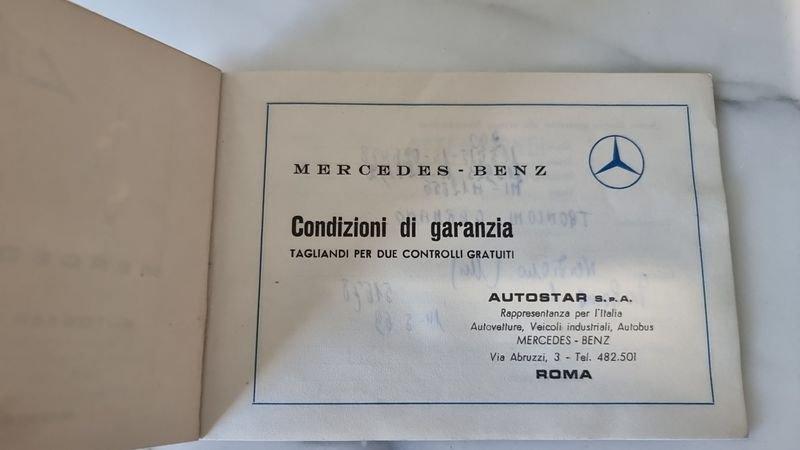 MERCEDES-BENZ
Condizioni di garanzia
TAGLIANDI PER DUE CONTROLLI GRATUITI
AUTOSTAR S.P.A.
Rappresentanza per l'Italia
Autovetture, Veicoli industriali, Autobus
MERCEDES - BENZ
Via Abruzzi, 3 - Tel. 482.501
ROMA